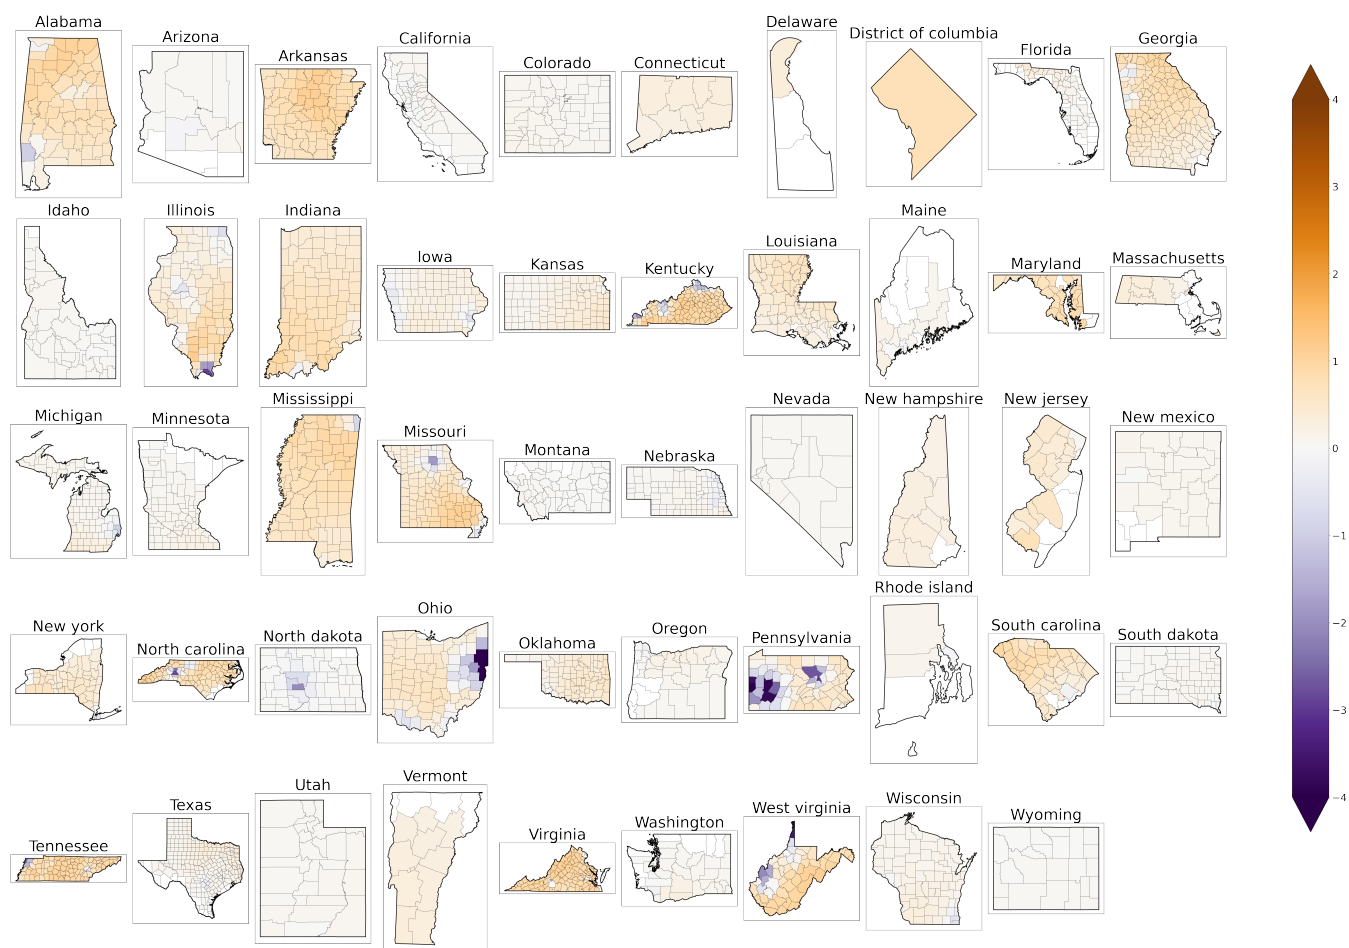 Alabama
Arizona
Arkansas
California
Colorado
Connecticut
Delaware
District of columbia
Florida
Georgia
Idaho
Illinois
Indiana
Iowa
Kansas
Kentucky
Louisiana
Maine
Maryland
Massachusetts
Michigan
Minnesota
Mississippi
Missouri
Montana
Nebraska
Nevada
New hampshire
New jersey
New mexico
New york
North carolina
North dakota
Ohio
Oklahoma
Oregon
Pennsylvania
Rhode island
South carolina
South dakota
Tennessee
Texas
Utah
Vermont
Virginia
Washington
West virginia
Wisconsin
Wyoming
4
3
2
1
0
−1
−2
−3
−4